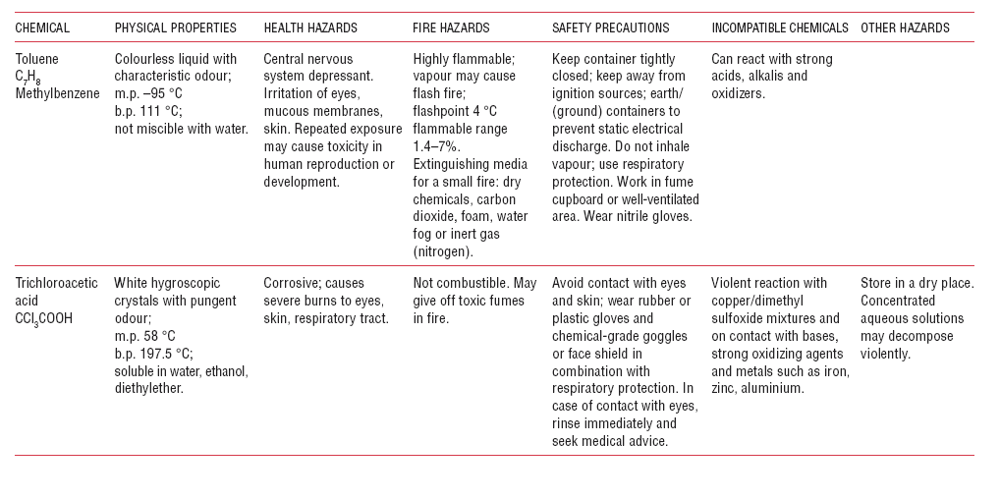 CHEMICAL
PHYSICAL PROPERTIES
HEALTH HAZARDS
FIRE HAZARDS
SAFETY PRECAUTIONS
INCOMPATIBLE CHEMICALS
OTHER HAZARDS
Toluene
C7H8
Methylbenzene
Colourless liquid with
characteristic odour;
m.p. –95 °C
b.p. 111 °C;
not miscible with water.
Central nervous
system depressant.
Irritation of eyes,
mucous membranes,
skin. Repeated exposure
may cause toxicity in
human reproduction or
development.
Highly flammable;
vapour may cause
flash fire;
flashpoint 4 °C
flammable range
1.4–7%.
Extinguishing media
for a small fire: dry
chemicals, carbon
dioxide, foam, water
fog or inert gas
(nitrogen).
Keep container tightly
closed; keep away from
ignition sources; earth/
(ground) containers to
prevent static electrical
discharge. Do not inhale
vapour; use respiratory
protection. Work in fume
cupboard or well-ventilated
area. Wear nitrile gloves.
Can react with strong
acids, alkalis and
oxidizers.
Trichloroacetic
acid
CCl3COOH
White hygroscopic
crystals with pungent
odour;
m.p. 58 °C
b.p. 197.5 °C;
soluble in water, ethanol,
diethylether.
Corrosive; causes
severe burns to eyes,
skin, respiratory tract.
Not combustible. May
give off toxic fumes
in fire.
Avoid contact with eyes
and skin; wear rubber or
plastic gloves and
chemical-grade goggles
or face shield in
combination with
respiratory protection. In
case of contact with eyes,
rinse immediately and
seek medical advice.
Violent reaction with
copper/dimethyl
sulfoxide mixtures and
on contact with bases,
strong oxidizing agents
and metals such as iron,
zinc, aluminium.
Store in a dry place.
Concentrated
aqueous solutions
may decompose
violently.